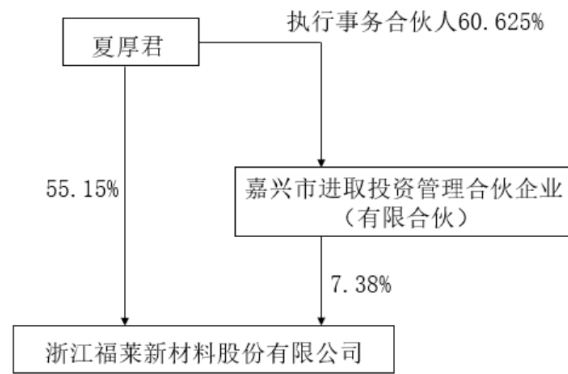 执行事务合伙人60.625%
夏厚君
55.15%
嘉兴市进取投资管理合伙企业
（有限合伙）
7.38%
浙江福莱新材料股份有限公司